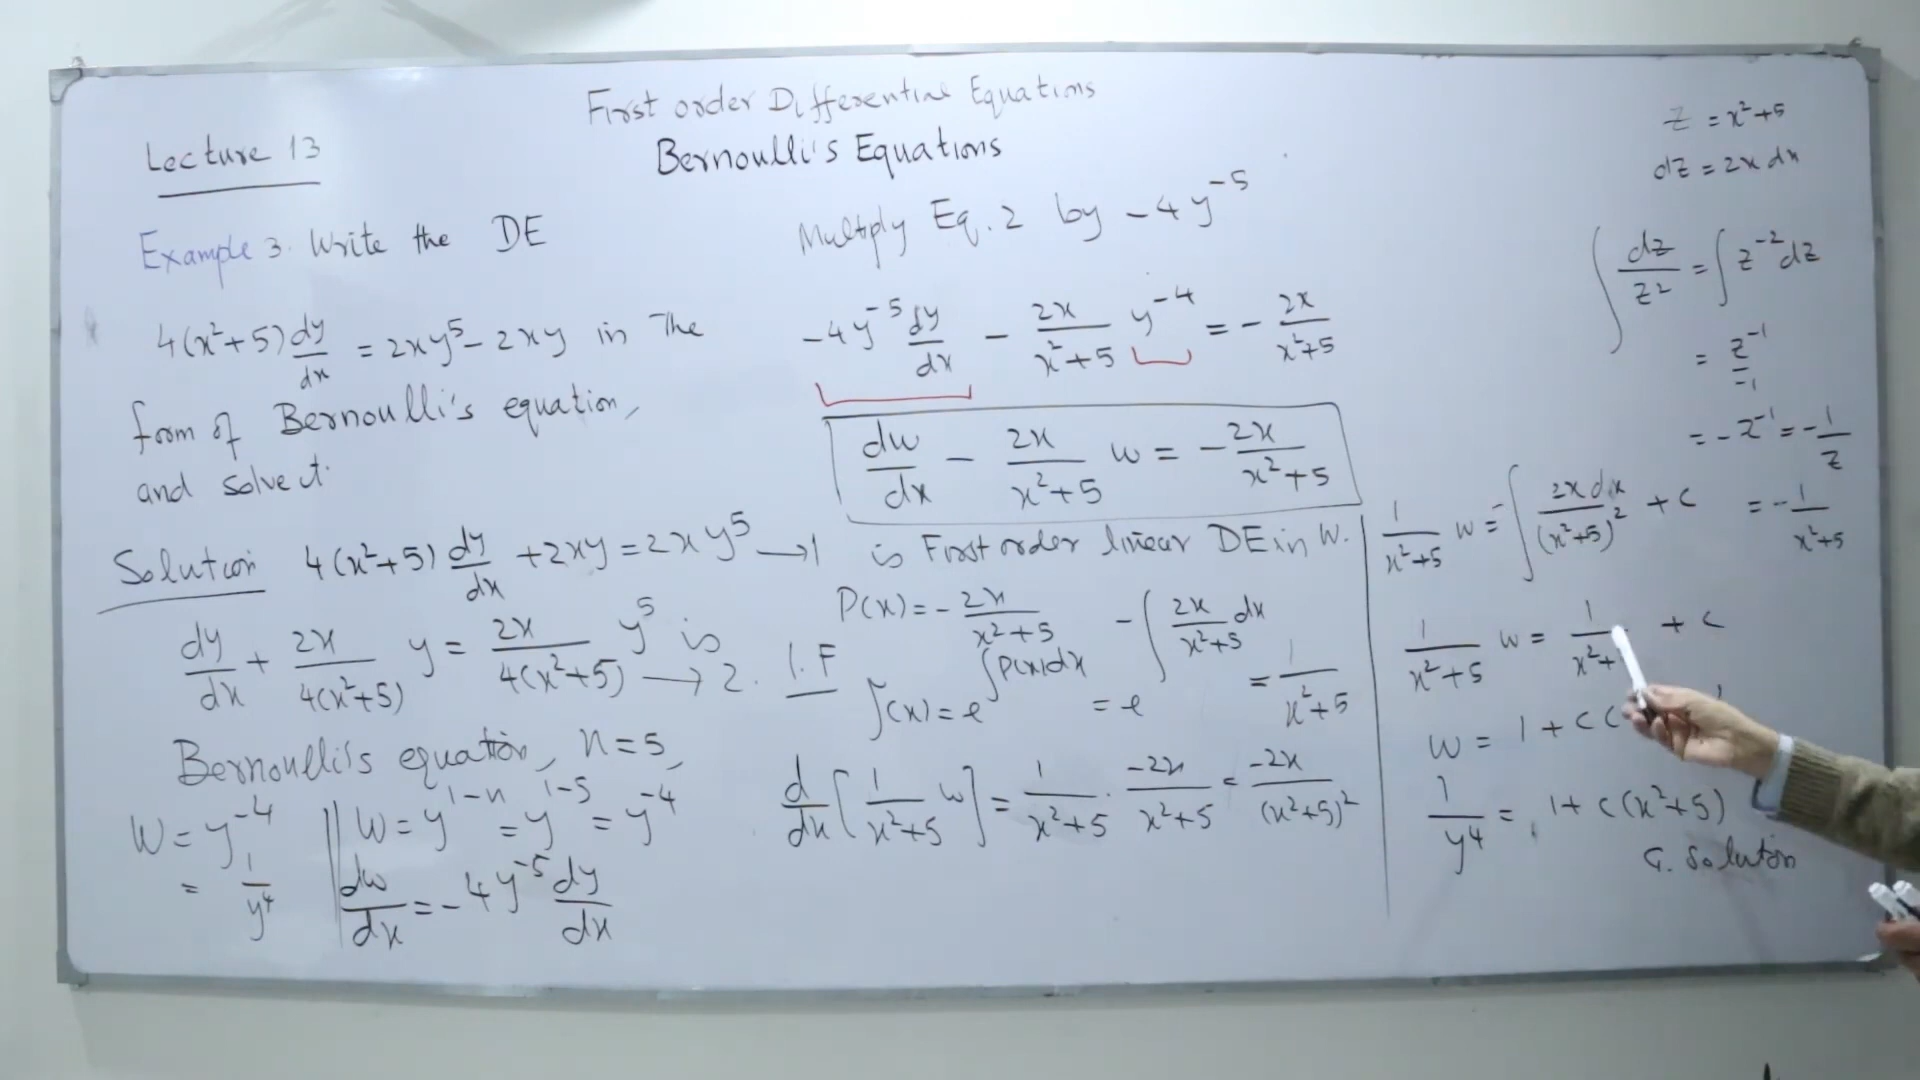 First order Differential Equations
Bernoulli's Equations
Lecture 13
Example 3. Write the DE
4(x²+5) dy/dx = 2xy⁵ - 2xy in the
form of Bernoulli's equation,
and solve it.
Solution 4(x²+5) dy/dx + 2xy = 2xy⁵ → 1
dy/dx + 2x/4(x²+5) y = 2x/4(x²+5) y⁵ is → 2.
Bernoulli's equation, n = 5,
W = y⁻⁴ || W = y¹⁻ⁿ = y¹⁻⁵ = y⁻⁴
= 1/y⁴
dw/dx = -4y⁻⁵ dy/dx
Multiply Eq. 2 by -4y⁻⁵
-4y⁻⁵ dy/dx - 2x/x²+5 y⁻⁴ = - 2x/x²+5
dw/dx - 2x/x²+5 w = - 2x/x²+5
is First order linear DE in W.
P(x) = - 2x/x²+5
I.F
∫(x) = e^∫P(x)dx = e^-∫ 2x/x²+5 dx = 1/x²+5
d/dx [1/x²+5 w] = 1/x²+5 · -2x/x²+5 = -2x/(x²+5)²
Z = x²+5
dZ = 2x dx
∫ dz/z² = ∫ z⁻² dz
= z⁻¹/-1
= -z⁻¹ = - 1/z
= - 1/x²+5
1/x²+5 w = -∫ 2x dx/(x²+5)² + c
1/x²+5 w = 1/x²+ + c
w = 1 + c (
1/y⁴ = 1 + c(x²+5)
G. Solution